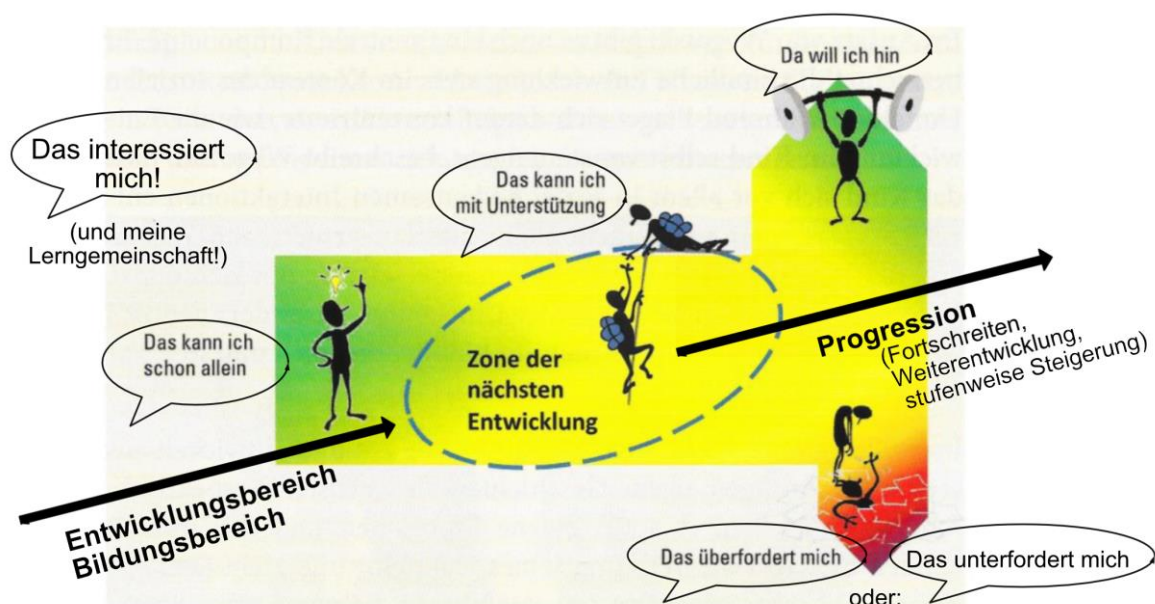 Da will ich hin
Das interessiert
mich!
(und meine
Lerngemeinschaft!)
Das kann ich
mit Unterstützung
Das kann ich
schon allein
Zone der
nächsten
Entwicklung
Progression
(Fortschreiten,
Weiterentwicklung,
stufenweise Steigerung)
Entwicklungsbereich
Bildungsbereich
Das überfordert mich
oder:
Das unterfordert mich